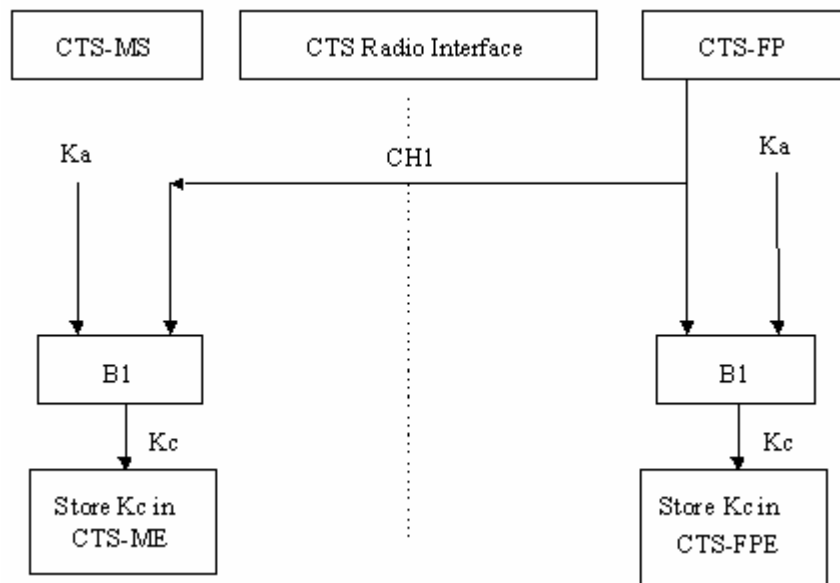 CTS-MS
CTS Radio Interface
CTS-FP
Ka
CH1
Ka
B1
B1
Kc
Kc
Store Kc in
CTS-ME
Store Kc in
CTS-FPE